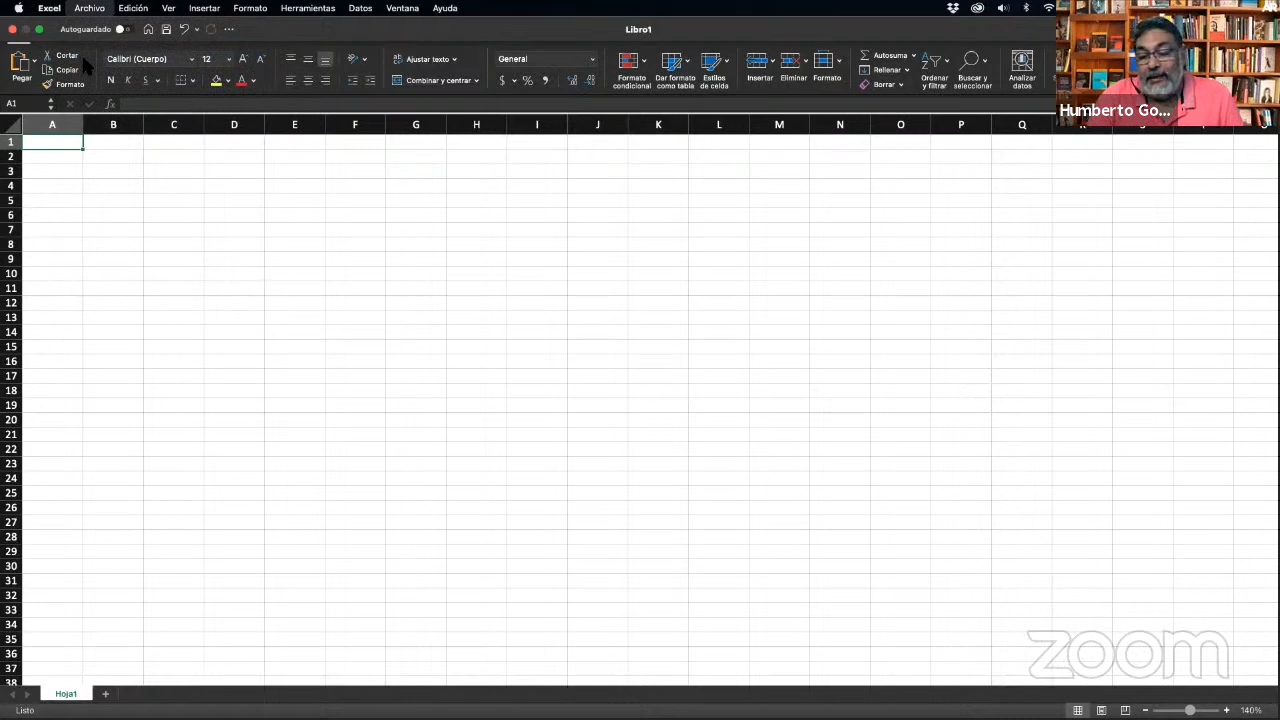 Excel Archivo Edición Ver Insertar Formato Herramientas Datos Ventana Ayuda
Autoguardado
Libro1
Pegar
Cortar
Copiar
Formato
Calibri (Cuerpo) 12
N K S
Ajustar texto
Combinar y centrar
General
$ % 
Formato condicional
Dar formato como tabla
Estilos de celda
Insertar
Eliminar
Formato
Autosuma
Rellenar
Borrar
Ordenar y filtrar
Buscar y seleccionar
Analizar datos
Humberto Go...
A1 fx
A B C D E F G H I J K L M N O P Q
1
2
3
4
5
6
7
8
9
10
11
12
13
14
15
16
17
18
19
20
21
22
23
24
25
26
27
28
29
30
31
32
33
34
35
36
37
38
zoom
Hoja1 +
Listo
140%